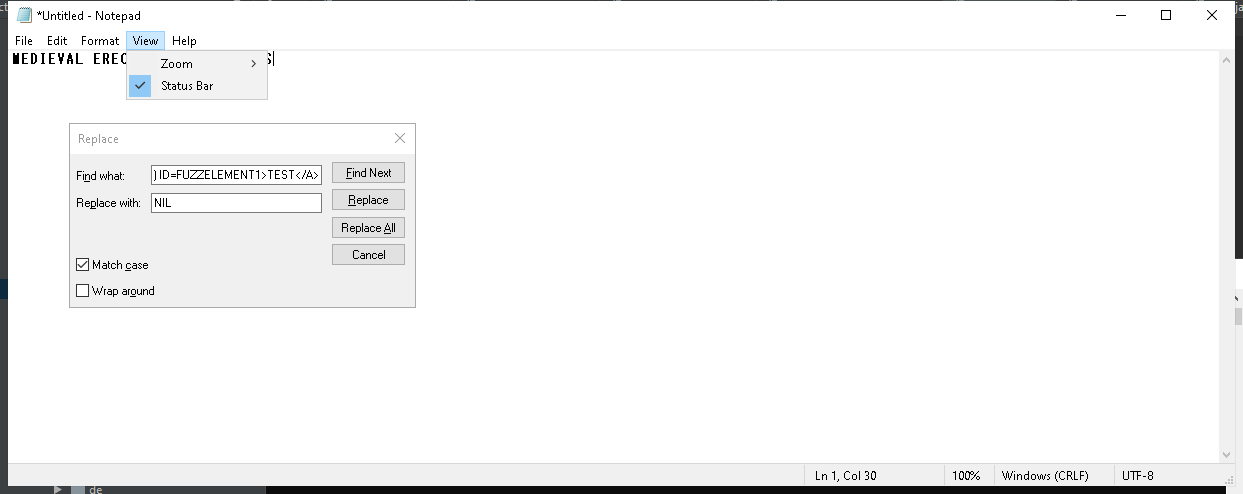 *Untitled - Notepad
File Edit Format View Help
MEDIEVAL EREC S
Zoom
Status Bar
Replace
Find what: )ID=FUZZELEMENT1>TEST</A> Find Next
Replace with: NIL Replace
Replace All
Cancel
Match case
Wrap around
Ln 1, Col 30 100% Windows (CRLF) UTF-8
de